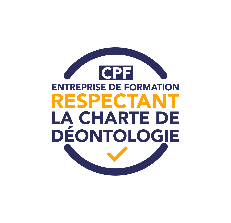 CPF
ENTREPRISE DE FORMATION
RESPECTANT
LA CHARTE DE
DÉONTOLOGIE